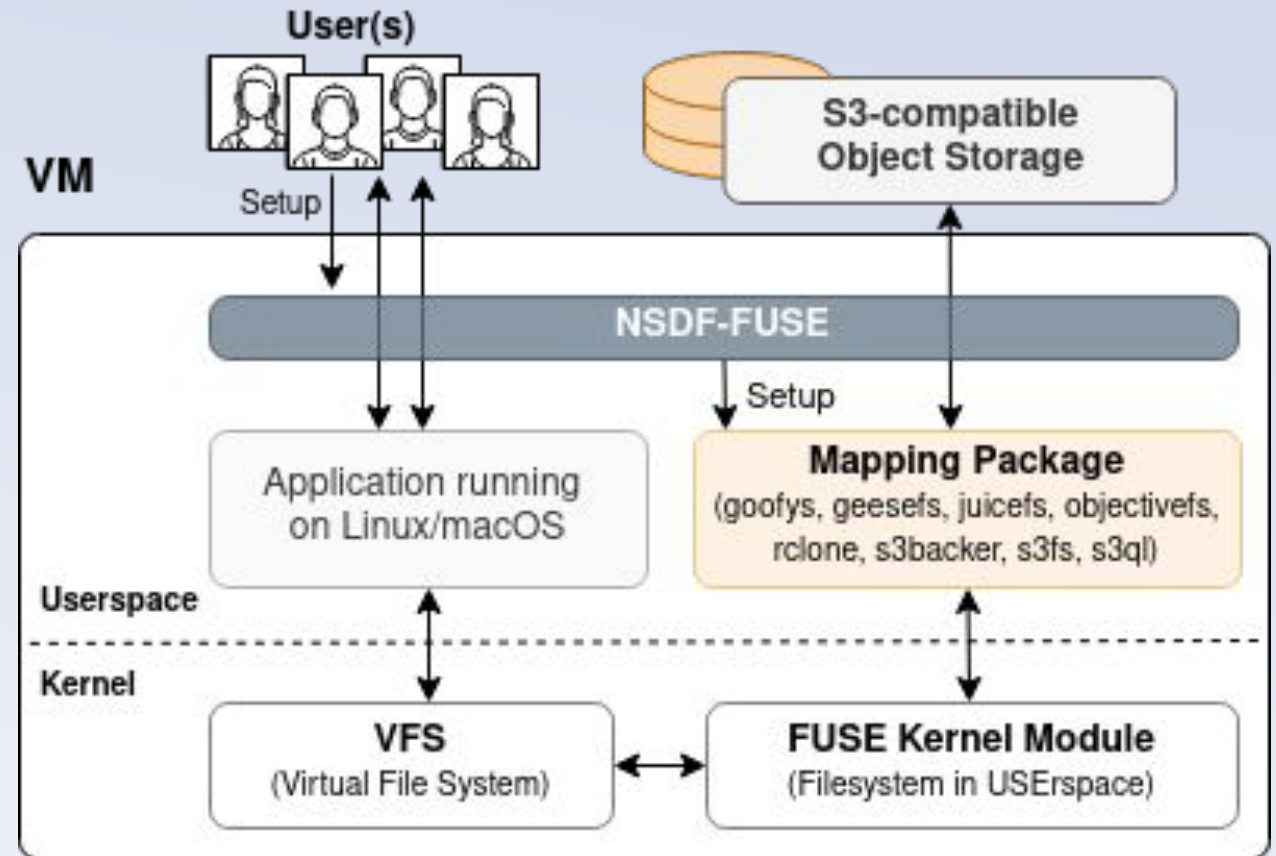 User(s)
VM
Setup
S3-compatible
Object Storage
NSDF-FUSE
Setup
Application running
on Linux/macOS
Mapping Package
(goofys, geesefs, juicefs, objectivefs,
rclone, s3backer, s3fs, s3ql)
Userspace
Kernel
VFS
(Virtual File System)
FUSE Kernel Module
(Filesystem in USErspace)